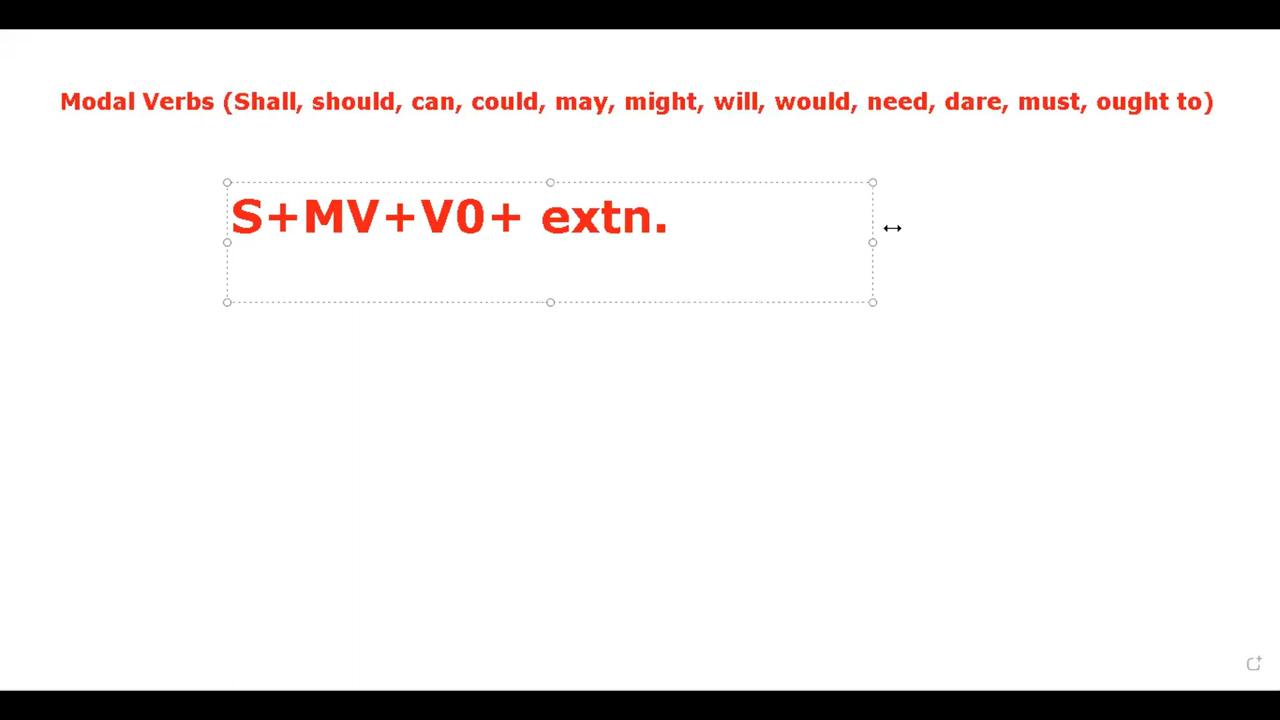 Modal Verbs (Shall, should, can, could, may, might, will, would, need, dare, must, ought to)
S+MV+V0+ extn.